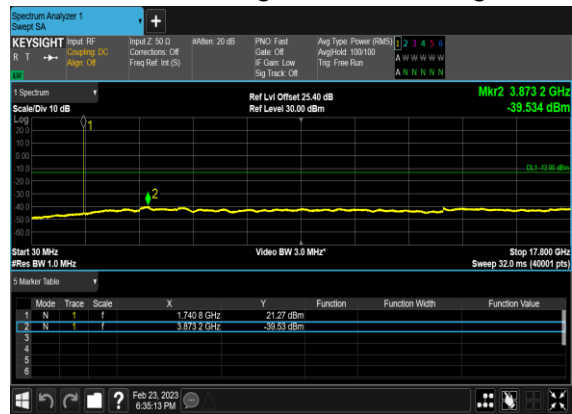 Spectrum Analyzer 1
Swept SA
+
KEYSIGHT Input: RF Input Z: 50 Ω #Atten: 20 dB PNO: Fast Avg Type: Power (RMS) 1 2 3 4 5 6
R T Coupling: DC Corrections: Off Gate: Off Avg|Hold: 100/100 A W W W W W
Align: Off Freq Ref: Int (S) IF Gain: Low Trig: Free Run
LW Sig Track: Off A N N N N N
1 Spectrum Ref Lvl Offset 25.40 dB Mkr2 3.873 2 GHz
Scale/Div 10 dB Ref Level 30.00 dBm -39.534 dBm
Log
20.0
10.0
0.00
-10.0
-20.0
-30.0
-40.0
-50.0
-60.0
1
2
DL1 -13.00 dBm
Start 30 MHz Video BW 3.0 MHz* Stop 17.800 GHz
#Res BW 1.0 MHz Sweep 32.0 ms (40001 pts)
5 Marker Table
Mode Trace Scale X Y Function Function Width Function Value
1 N 1 f 1.740 8 GHz 21.27 dBm
2 N 1 f 3.873 2 GHz -39.53 dBm
3
4
5
6
? Feb 23, 2023
6:35:13 PM